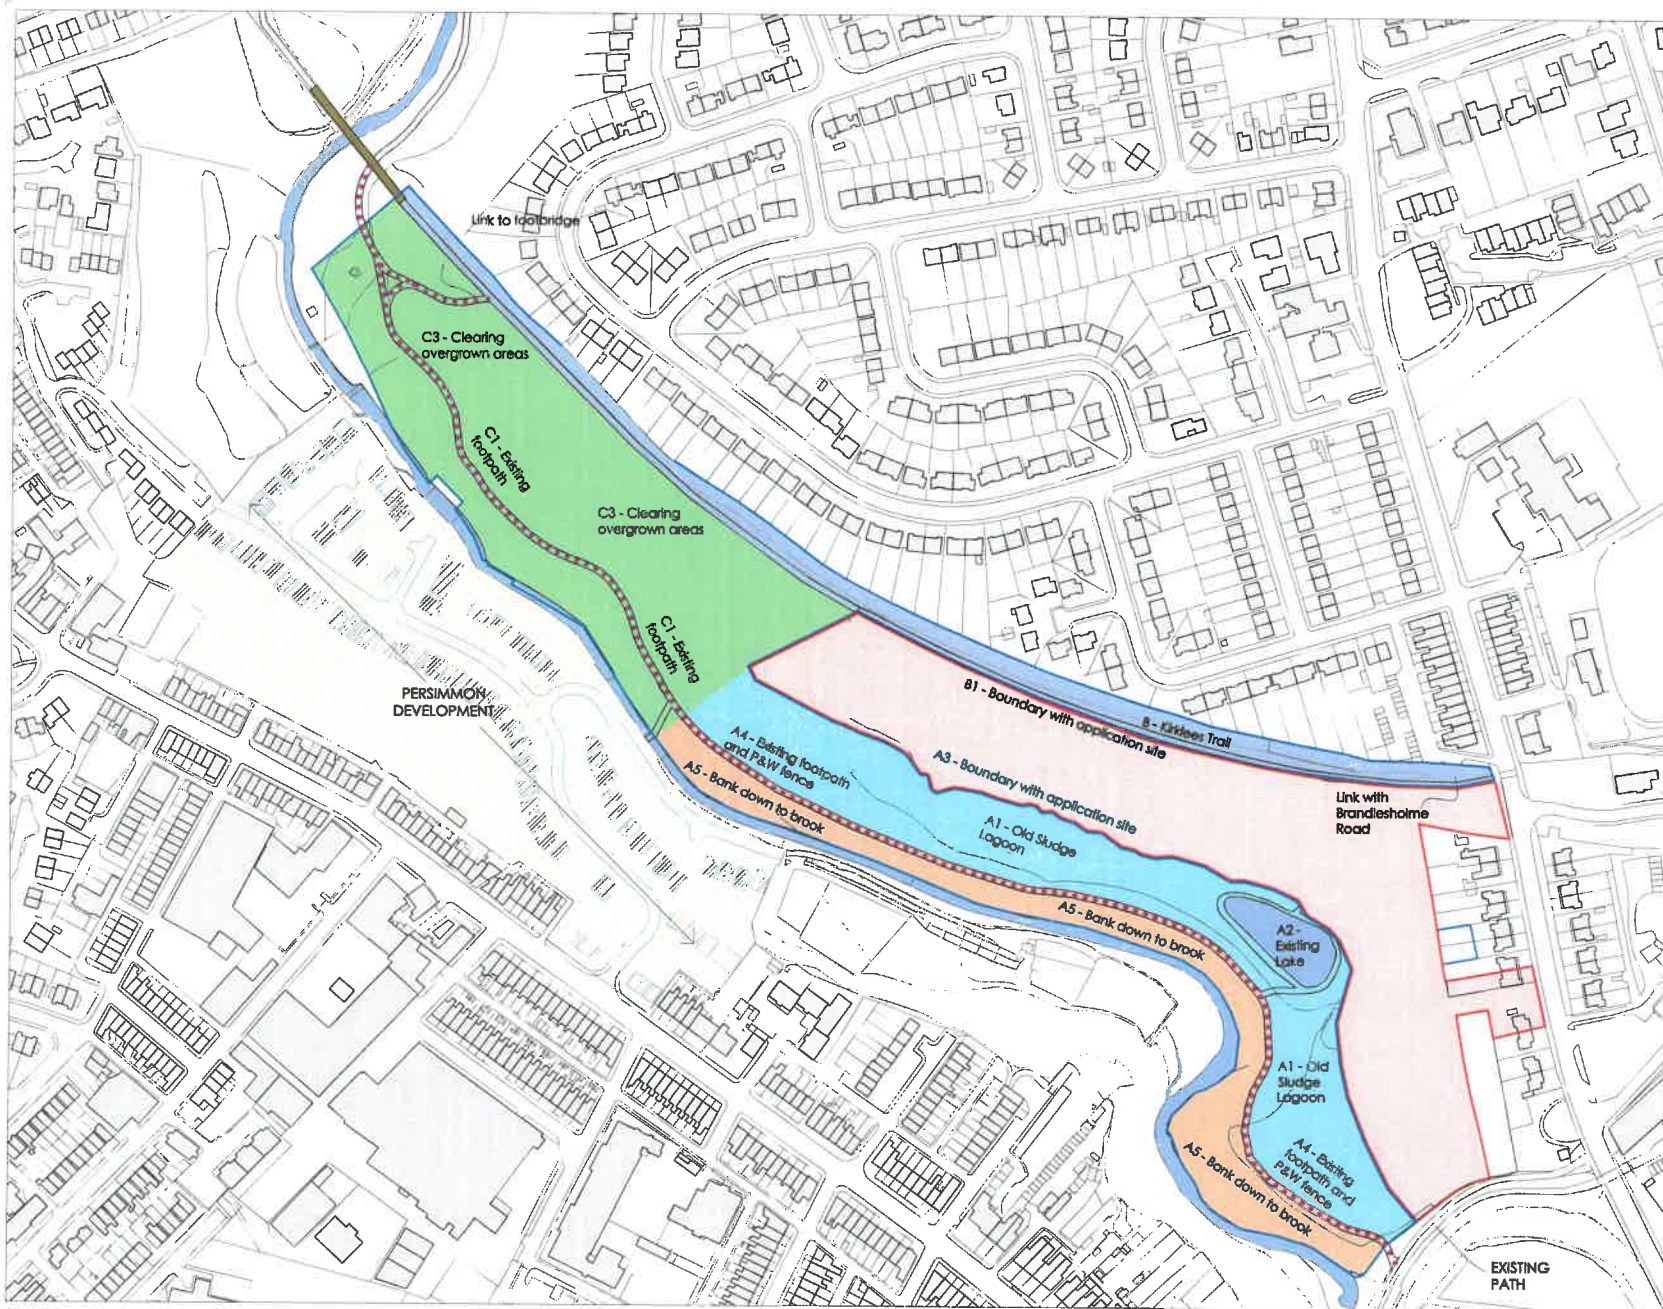 Link to footbridge
C3 - Clearing
overgrown areas
C1 - Existing
footpath
C3 - Clearing
overgrown areas
C1 - Existing
footpath
PERSIMMON
DEVELOPMENT
B1 - Boundary with application site
B - Kirklees Trail
A4 - Existing footpath
and P&W fence
A3 - Boundary with application site
A5 - Bank down to brook
A1 - Old Sludge
Lagoon
Link with
Brandlesholme
Road
A5 - Bank down to brook
A2 -
Existing
Lake
A1 - Old
Sludge
Lagoon
A4 - Existing
footpath and
P&W fence
A5 - Bank down to brook
EXISTING
PATH